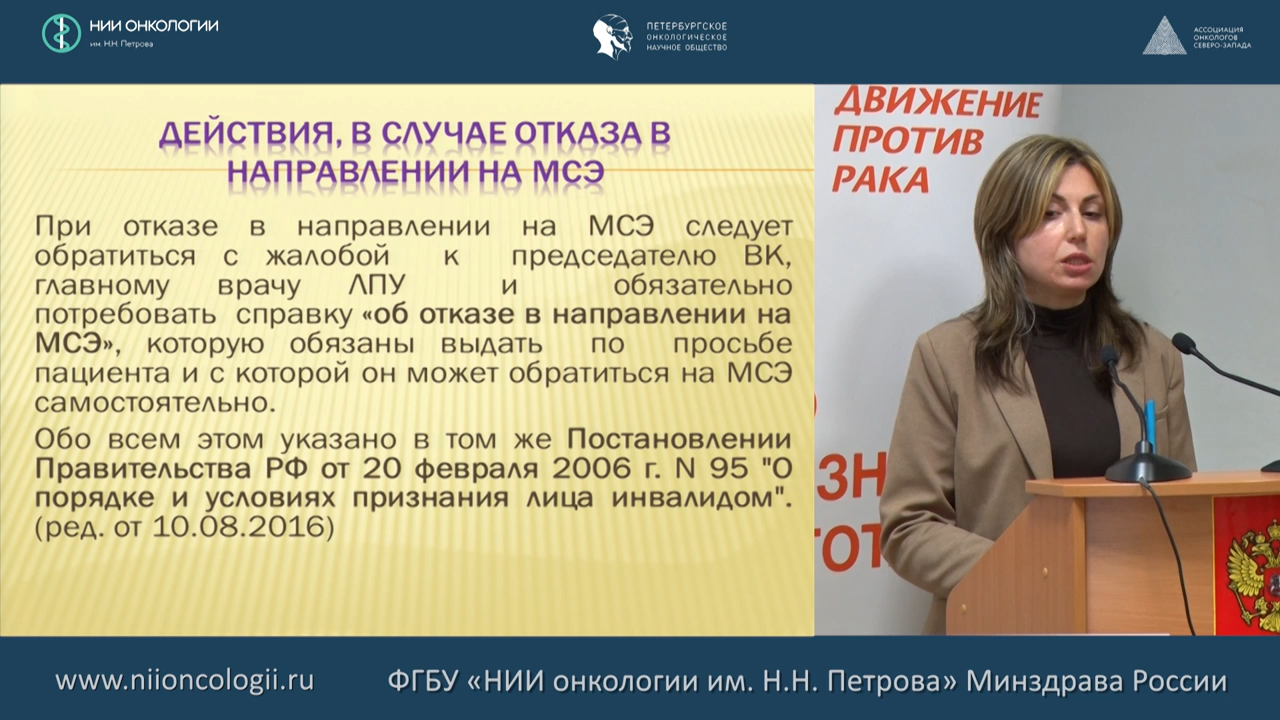 НИИ ОНКОЛОГИИ
им. Н.Н. Петрова
ПЕТЕРБУРГСКОЕ
ОНКОЛОГИЧЕСКОЕ
НАУЧНОЕ ОБЩЕСТВО
АССОЦИАЦИЯ
ОНКОЛОГОВ
СЕВЕРО-ЗАПАДА
ДЕЙСТВИЯ, В СЛУЧАЕ ОТКАЗА В
НАПРАВЛЕНИИ НА МСЭ
При отказе в направлении на МСЭ следует
обратиться с жалобой к председателю ВК,
главному врачу ЛПУ и обязательно
потребовать справку «об отказе в направлении на
МСЭ», которую обязаны выдать по просьбе
пациента и с которой он может обратиться на МСЭ
самостоятельно.
Обо всем этом указано в том же Постановлении
Правительства РФ от 20 февраля 2006 г. N 95 "О
порядке и условиях признания лица инвалидом".
(ред. от 10.08.2016)
ДВИЖЕНИЕ
ПРОТИВ
РАКА
ЗН
ОТ
www.niioncologii.ru
ФГБУ «НИИ онкологии им. Н.Н. Петрова» Минздрава России